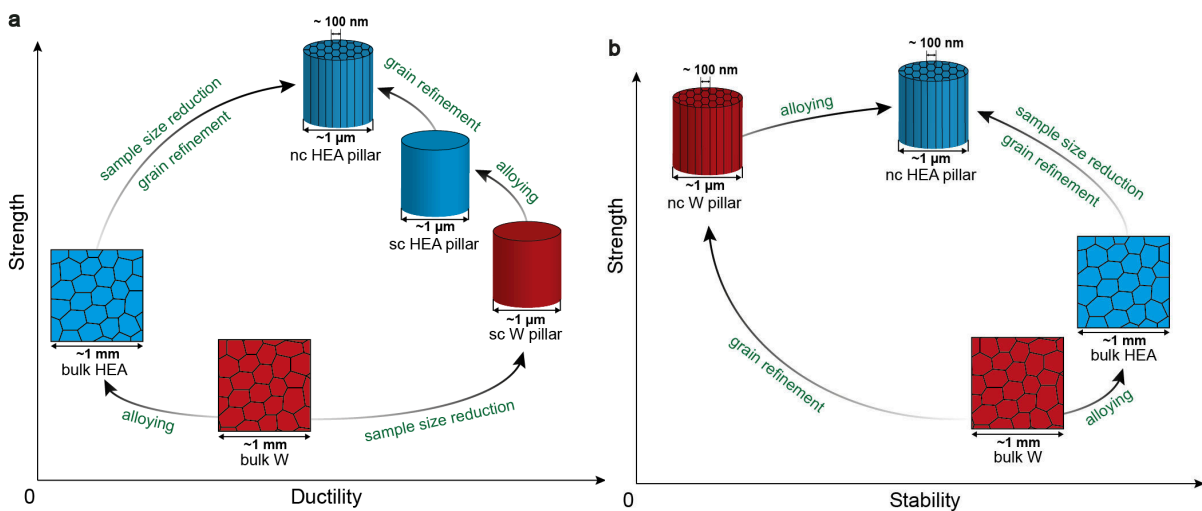 a
~ 100 nm
~1 µm
nc HEA pillar
sample size reduction
grain refinement
grain refinement
alloying
~1 µm
sc HEA pillar
~1 µm
sc W pillar
~1 mm
bulk HEA
~1 mm
bulk W
alloying
sample size reduction
Strength
0
Ductility
b
~ 100 nm
~1 µm
nc W pillar
alloying
~ 100 nm
~1 µm
nc HEA pillar
sample size reduction
grain refinement
~1 mm
bulk HEA
~1 mm
bulk W
grain refinement
alloying
Strength
0
Stability